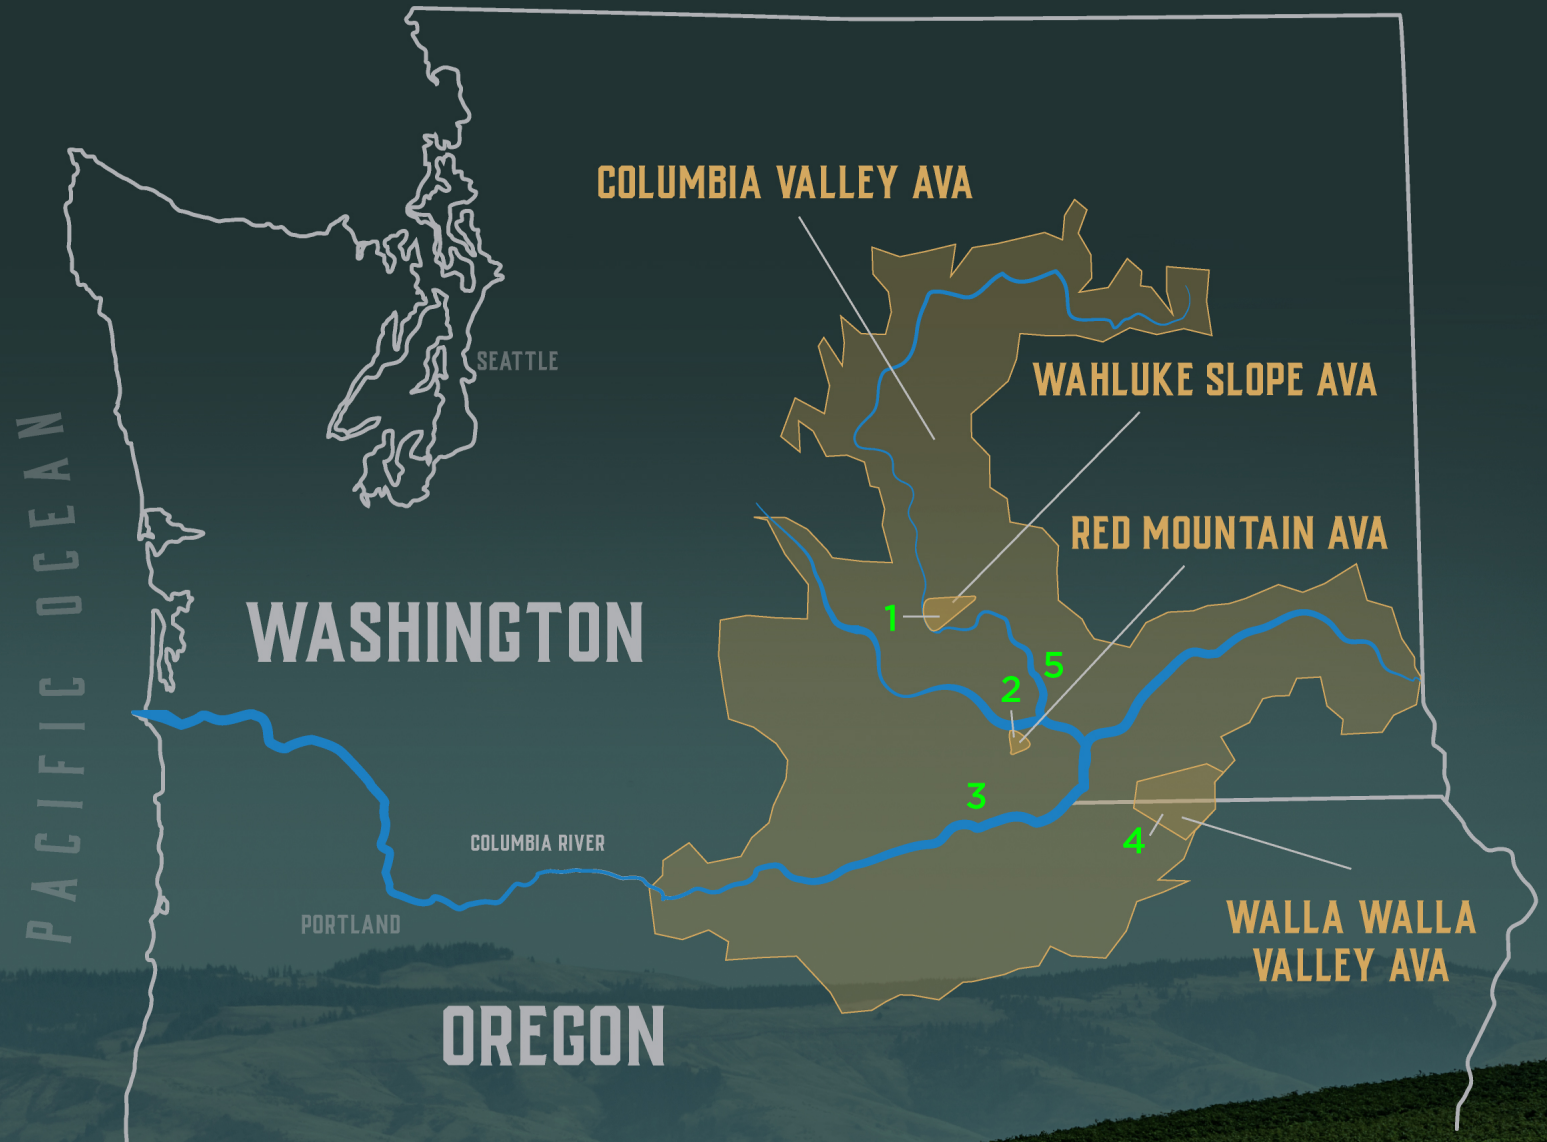 COLUMBIA VALLEY AVA
SEATTLE
WAHLUKE SLOPE AVA
RED MOUNTAIN AVA
PACIFIC OCEAN
WASHINGTON
1
5
2
3
4
COLUMBIA RIVER
PORTLAND
WALLA WALLA
VALLEY AVA
OREGON